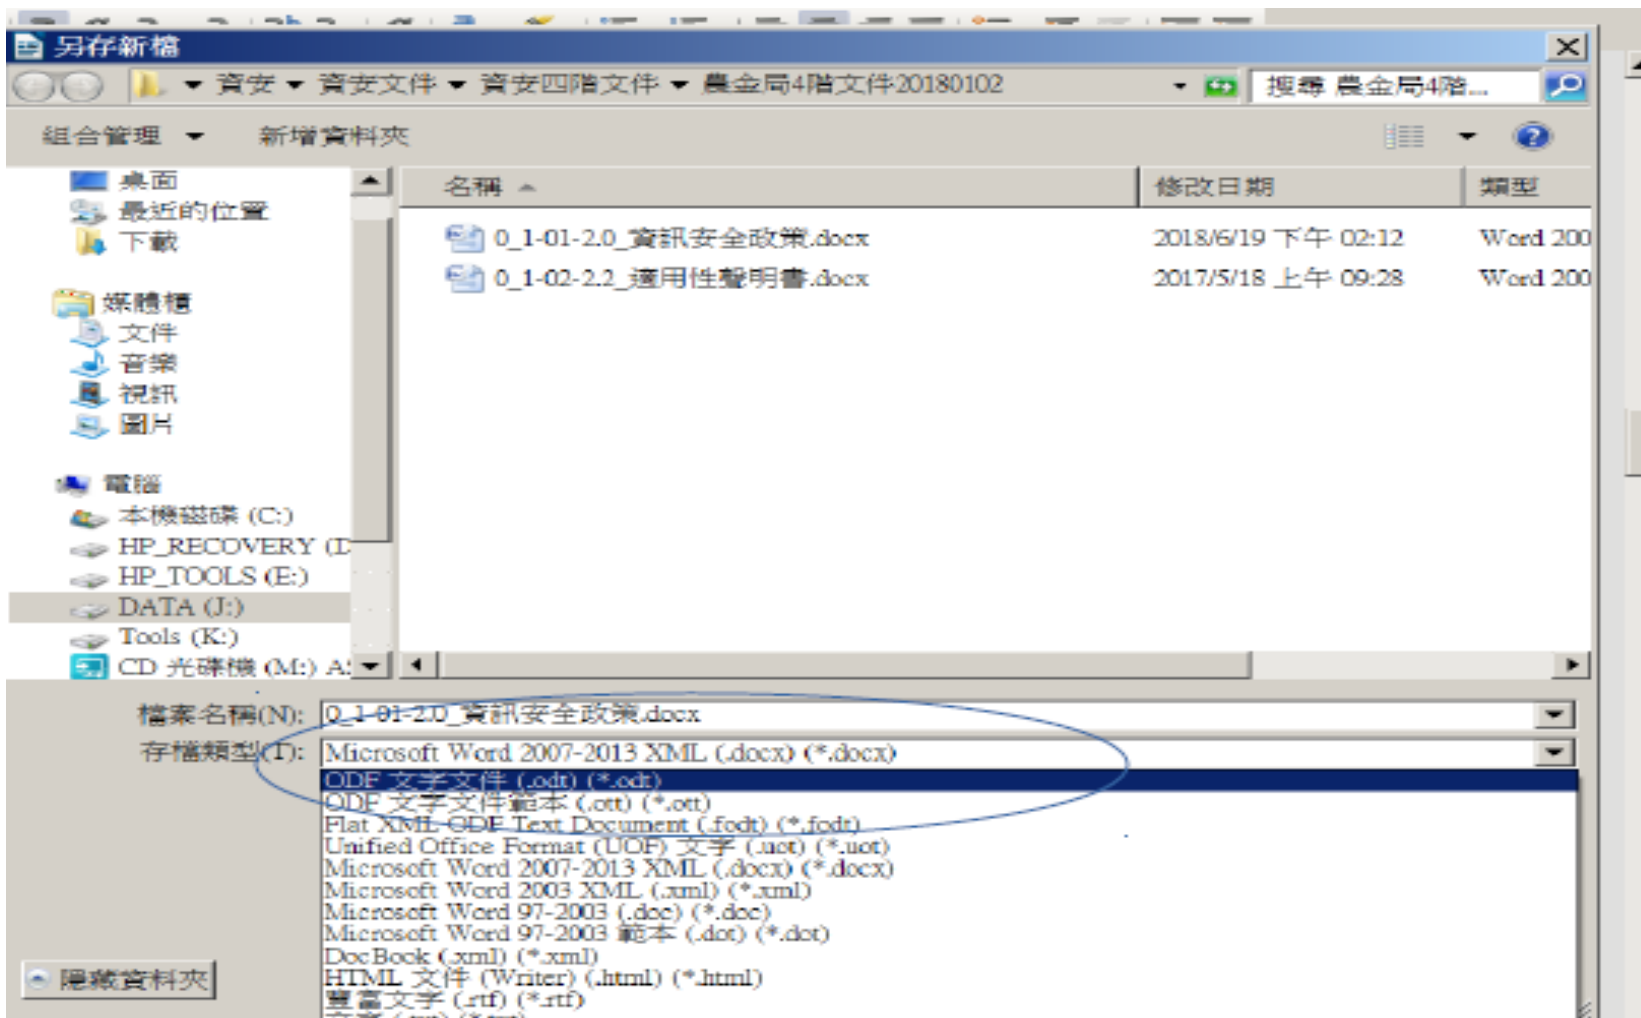 另存新檔
資安 資安文件 資安四階文件 農金局4階文件20180102
搜尋 農金局4階...
組合管理 新增資料夾
桌面
最近的位置
下載
媒體櫃
文件
音樂
視訊
圖片
電腦
本機磁碟 (C:)
HP_RECOVERY (D
HP_TOOLS (E:)
DATA (J:)
Tools (K:)
CD 光碟機 (M:) A
名稱 修改日期 類型
0_1-01-2.0_資訊安全政策.docx 2018/6/19 下午 02:12 Word 200
0_1-02-2.2_適用性聲明書.docx 2017/5/18 上午 09:28 Word 200
檔案名稱(N): 0_1-01-2.0_資訊安全政策.docx
存檔類型(T): Microsoft Word 2007-2013 XML (.docx) (*.docx)
ODF 文字文件 (.odt) (*.odt)
ODF 文字文件範本 (.ott) (*.ott)
Flat XML ODF Text Document (.fodt) (*.fodt)
Unified Office Format (UOF) 文字 (.uot) (*.uot)
Microsoft Word 2007-2013 XML (.docx) (*.docx)
Microsoft Word 2003 XML (.xml) (*.xml)
Microsoft Word 97-2003 (.doc) (*.doc)
Microsoft Word 97-2003 範本 (.dot) (*.dot)
DocBook (.xml) (*.xml)
HTML 文件 (Writer) (.html) (*.html)
豐富文字 (.rtf) (*.rtf)
隱藏資料夾